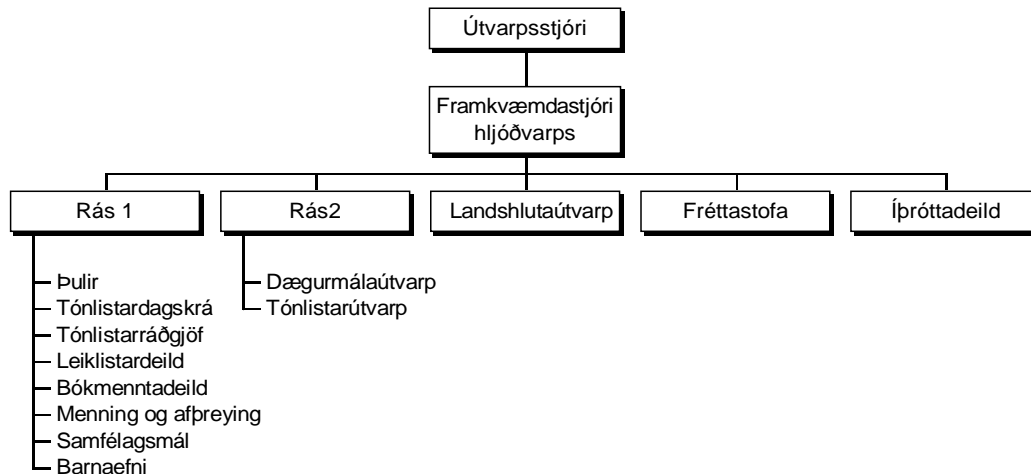 Útvarpsstjóri
Framkvæmdastjóri
hljóðvarps
Rás 1
Rás2
Landshlutaútvarp
Fréttastofa
Íþróttadeild
Þulir
Tónlistardagskrá
Tónlistarráðgjöf
Leiklistardeild
Bókmenntadeild
Menning og afþreying
Samfélagsmál
Barnaefni
Dægurmálaútvarp
Tónlistarútvarp